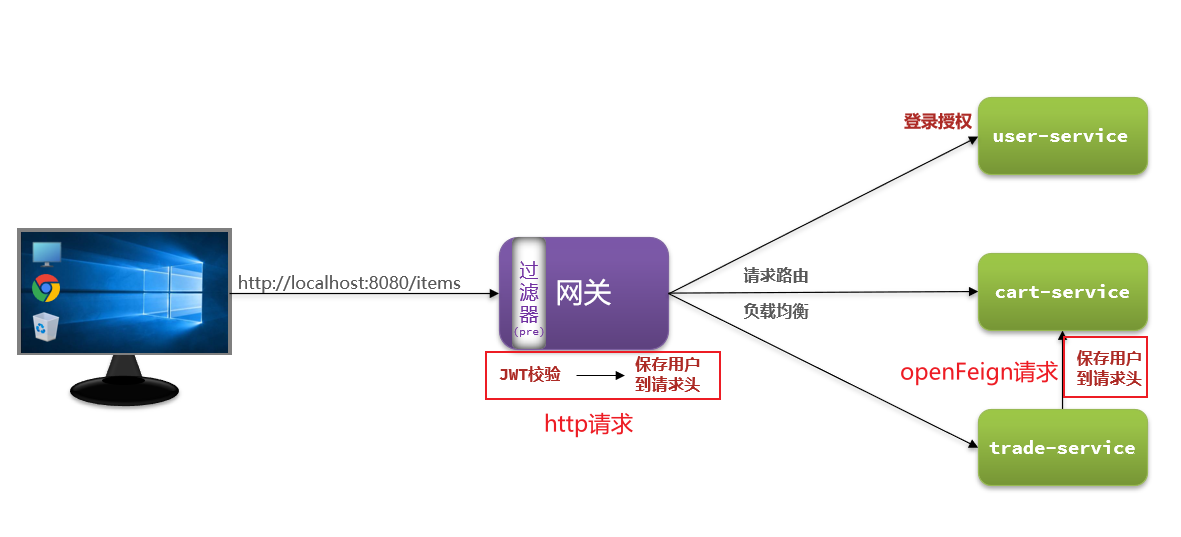 登录授权
user-service
http://localhost:8080/items
过
滤
器
(pre)
网关
请求路由
负载均衡
cart-service
JWT校验
保存用户
到请求头
http请求
openFeign请求
保存用户
到请求头
trade-service